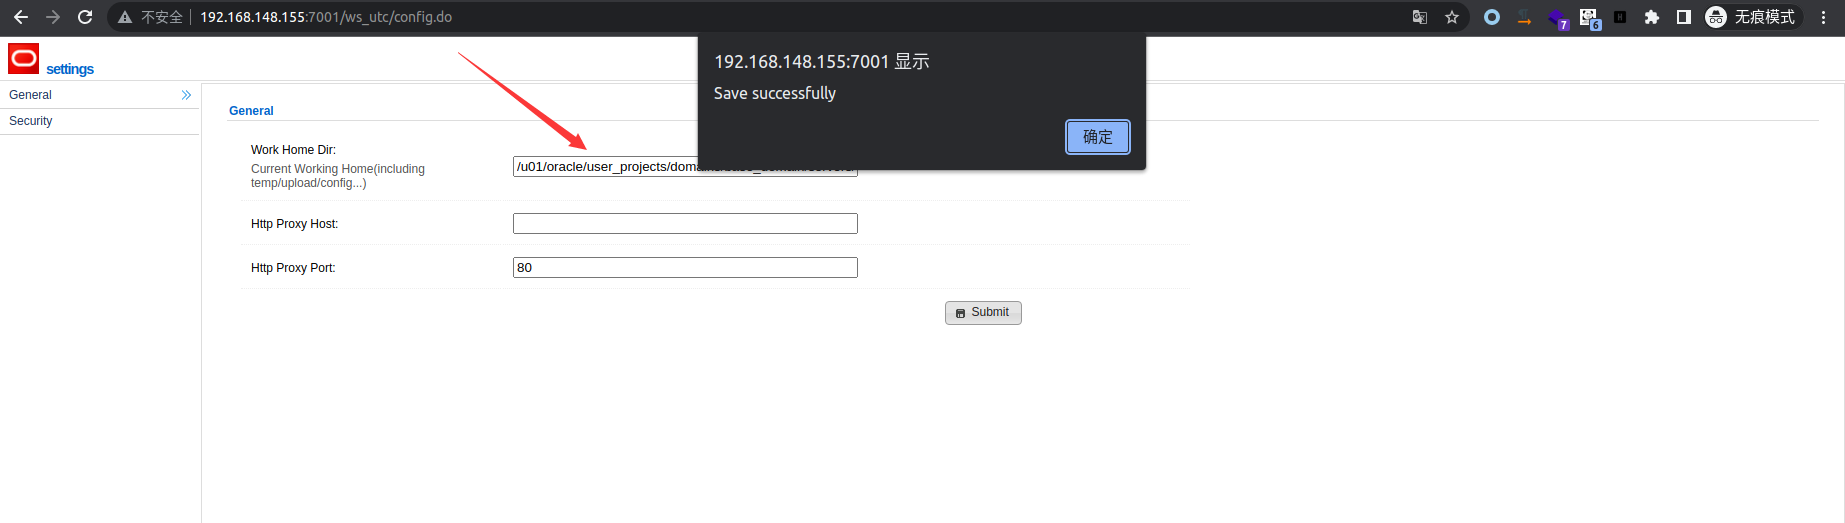 不安全 192.168.148.155:7001/ws_utc/config.do
7
6
H
无痕模式
settings
General
Security
General
192.168.148.155:7001 显示
Save successfully
确定
Work Home Dir:
Current Working Home(including
temp/upload/config...)
/u01/oracle/user_projects/
Http Proxy Host:
Http Proxy Port:
80
Submit